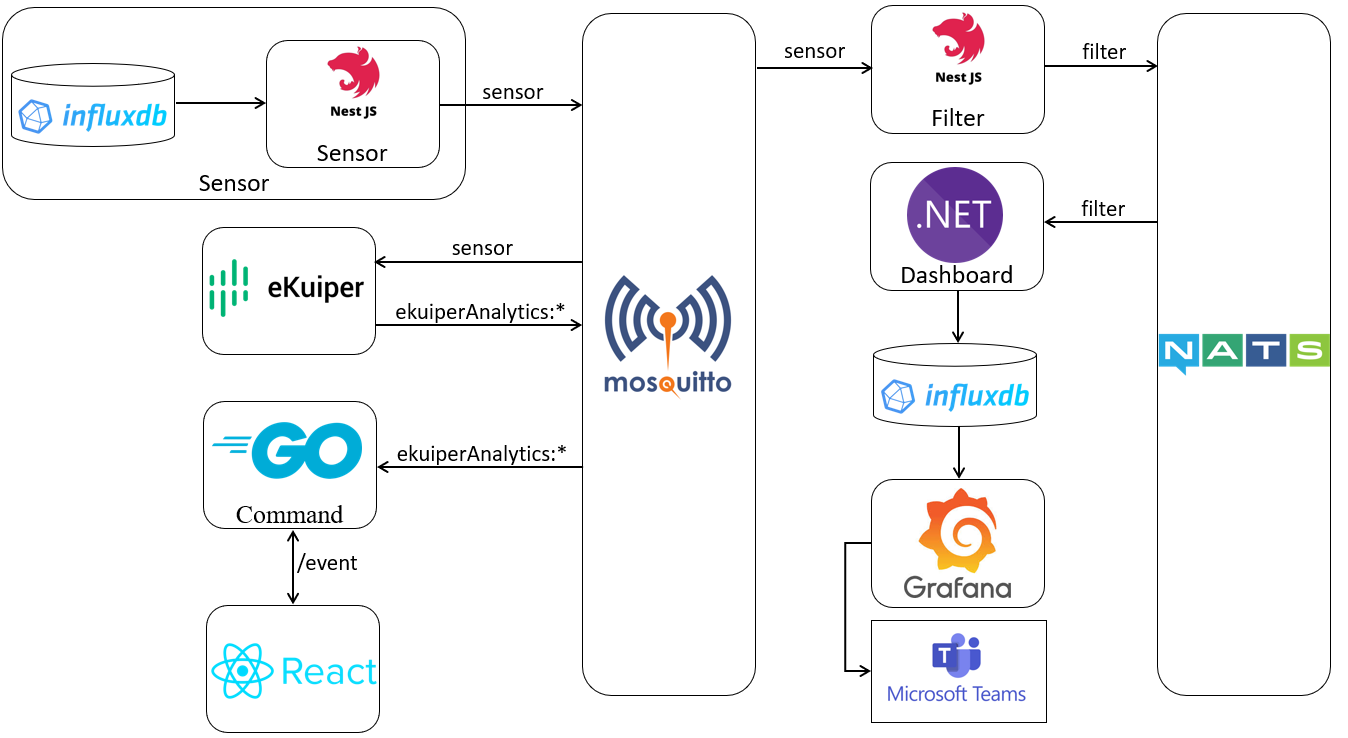 influxdb
Nest JS
Sensor
Sensor
sensor
sensor
eKuiper
ekuiperAnalytics:*
GO
Command
ekuiperAnalytics:*
/event
React
mosquitto
sensor
Nest JS
Filter
filter
.NET
Dashboard
filter
influxdb
Grafana
T
Microsoft Teams
NATS